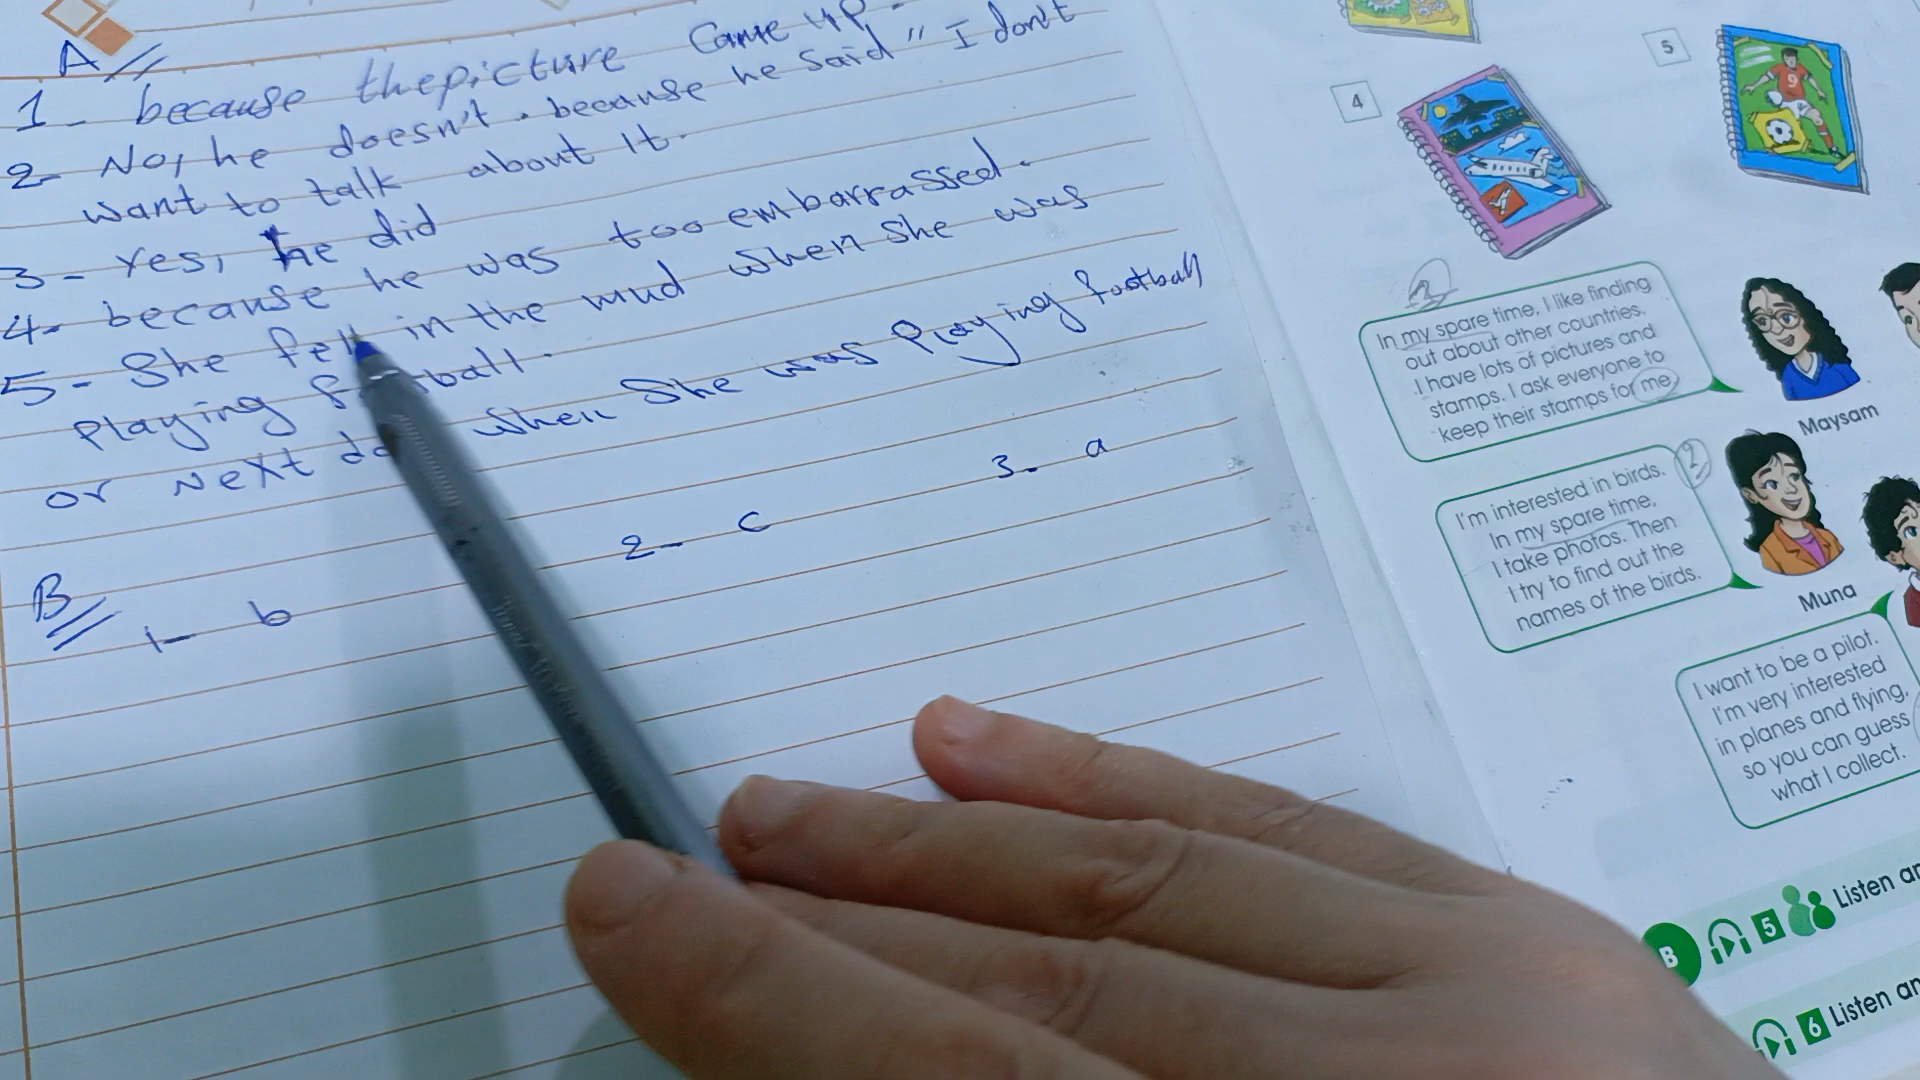 A
1- because thepicture Came up-
2- No, he doesn't. because he said " I don't
want to talk about It.
3- Yes, he did
4- because he was too embarrassed.
5- She fell in the mud when she was
Playing ball.
or Next when She was Playing football
B
1- b 2- c 3- a
4
5
3
In my spare time, I like finding
out about other countries.
I have lots of pictures and
stamps. I ask everyone to
keep their stamps for me.
Maysam
2
I'm interested in birds.
In my spare time,
I take photos. Then
I try to find out the
names of the birds.
Muna
I want to be a pilot.
I'm very interested
in planes and flying,
so you can guess
what I collect.
B 5 Listen
6 Listen